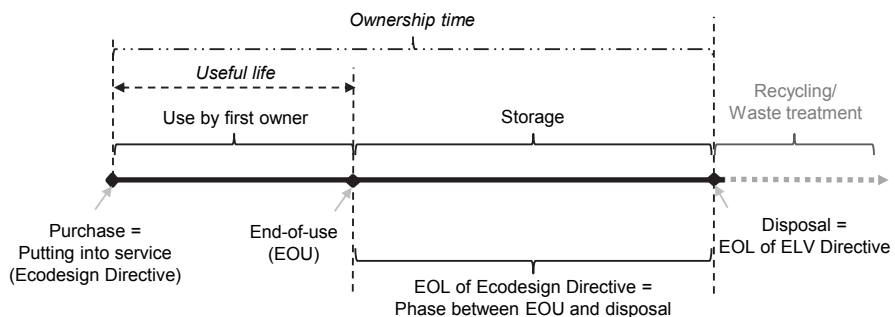 Ownership time
Useful life
Use by first owner
Storage
Recycling/
Waste treatment
Purchase =
Putting into service
(Ecodesign Directive)
End-of-use
(EOU)
EOL of Ecodesign Directive =
Phase between EOU and disposal
Disposal =
EOL of ELV Directive